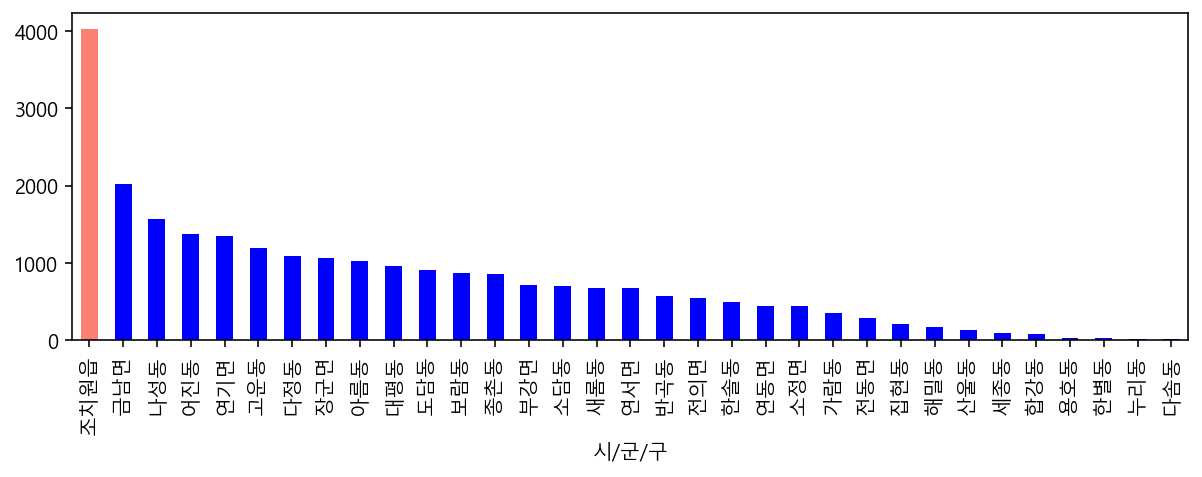 4000
3000
2000
1000
0
조치원읍 금남면 나성동 어진동 연기면 고운동 다정동 장군면 아름동 대평동 도담동 보람동 종촌동 부강면 소담동 새롬동 연서면 반곡동 전의면 한솔동 연동면 소정면 가람동 전동면 집현동 해밀동 산울동 세종동 합강동 용호동 한별동 누리동 다솜동
시/군/구